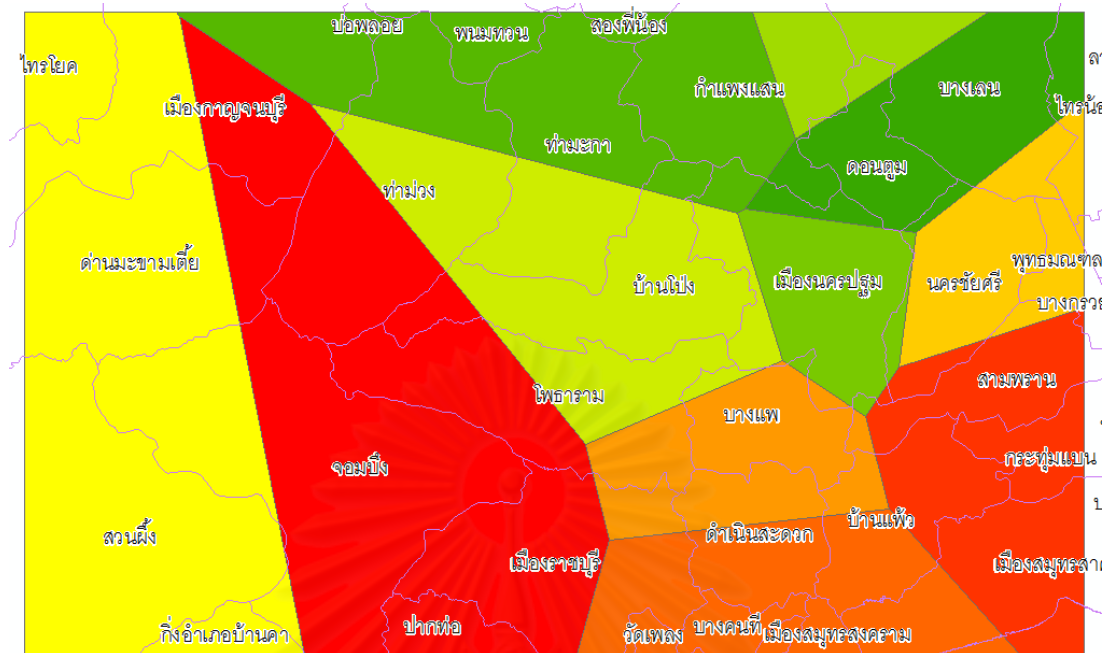 บ่อพลอย
พนมทวน
สองพี่น้อง
ไทรโยค
กำแพงแสน
บางเลน
เมืองกาญจนบุรี
ไทรน้อ
ท่ามะกา
ดอนตูม
ท่าม่วง
ด่านมะขามเตี้ย
บ้านโป่ง
เมืองนครปฐม
นครชัยศรี
พุทธมณฑล
บางกรวย
สามพราน
โพธาราม
บางแพ
จอมบึง
กระทุ่มแบน
สวนผึ้ง
ดำเนินสะดวก
บ้านแพ้ว
เมืองราชบุรี
เมืองสมุทรสาค
กิ่งอำเภอบ้านคา
ปากท่อ
วัดเพลง
บางคนที
เมืองสมุทรสงคราม